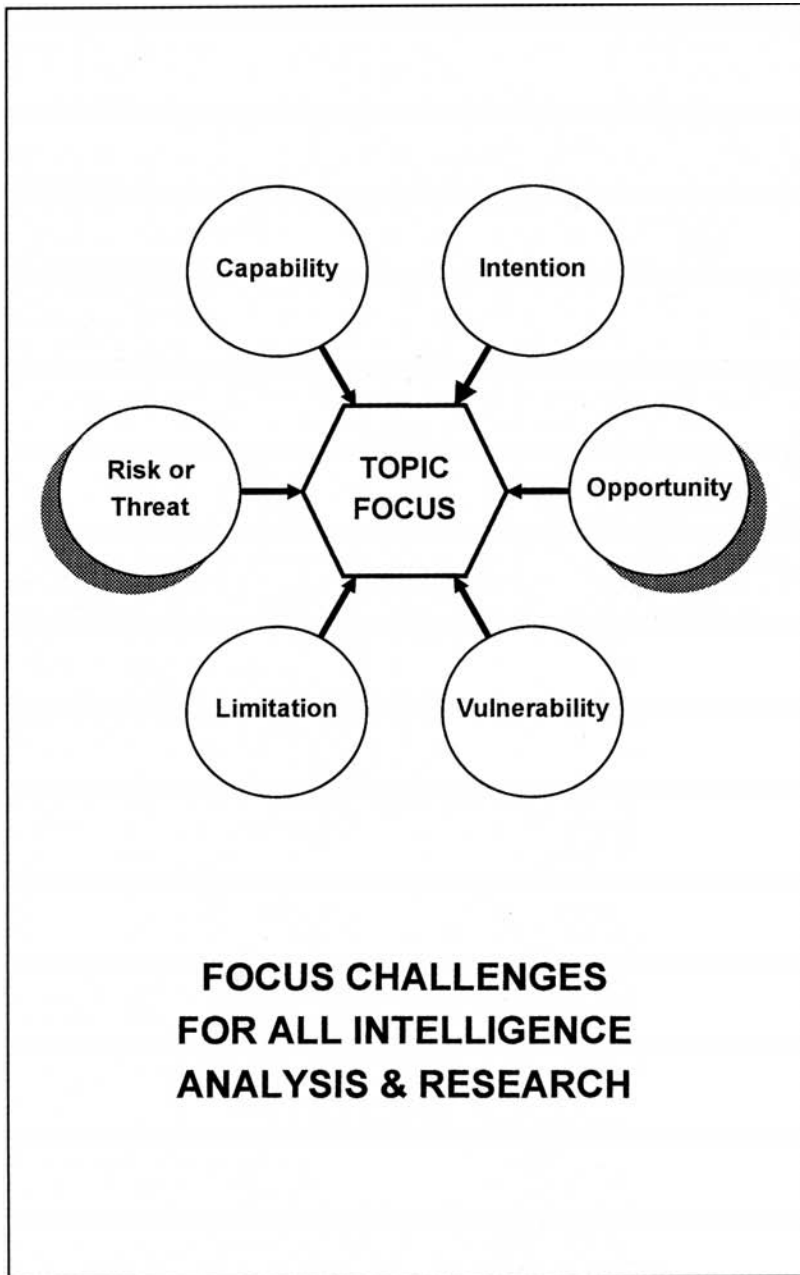 Capability
Intention
Risk or
Threat
TOPIC
FOCUS
Opportunity
Limitation
Vulnerability
FOCUS CHALLENGES
FOR ALL INTELLIGENCE
ANALYSIS & RESEARCH